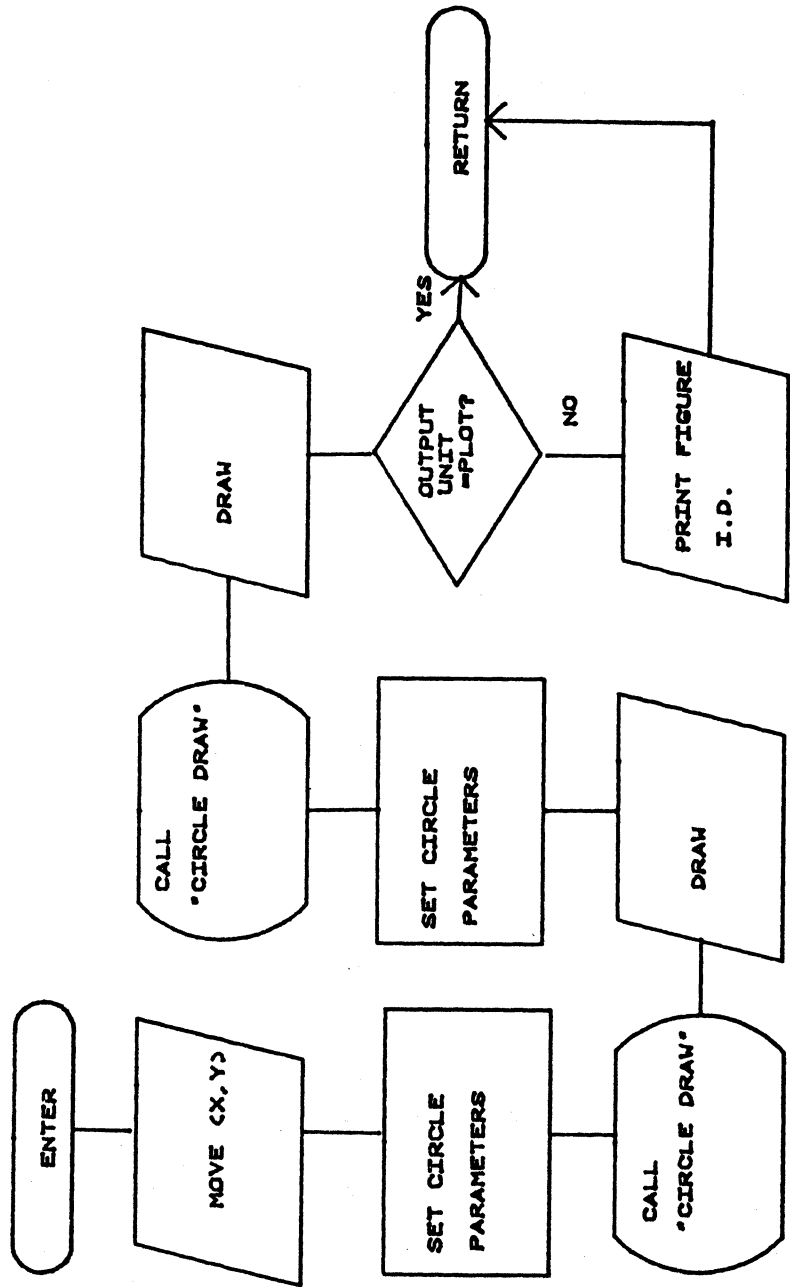 ENTER
MOVE (X,Y)
SET CIRCLE
PARAMETERS
CALL
"CIRCLE DRAW"
DRAW
SET CIRCLE
PARAMETERS
CALL
"CIRCLE DRAW"
DRAW
OUTPUT
UNIT
=PLOT?
YES
RETURN
NO
PRINT FIGURE
I.D.